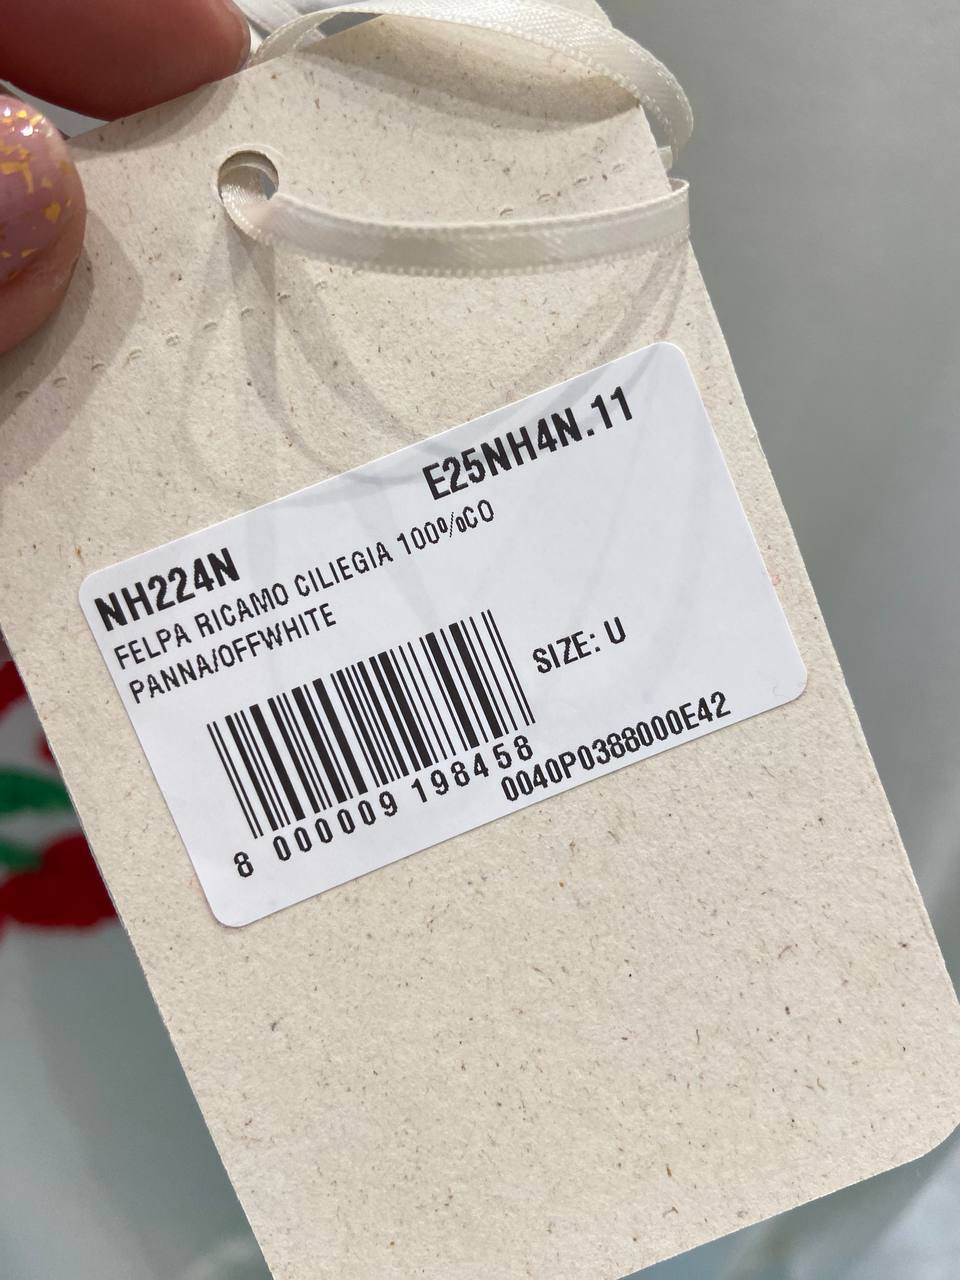 E25NH4N.11
NH224N
FELPA RICAMO CILIEGIA 100%CO
PANNA/OFFWHITE
SIZE: U
8 000009 198458
0040P0388000E42